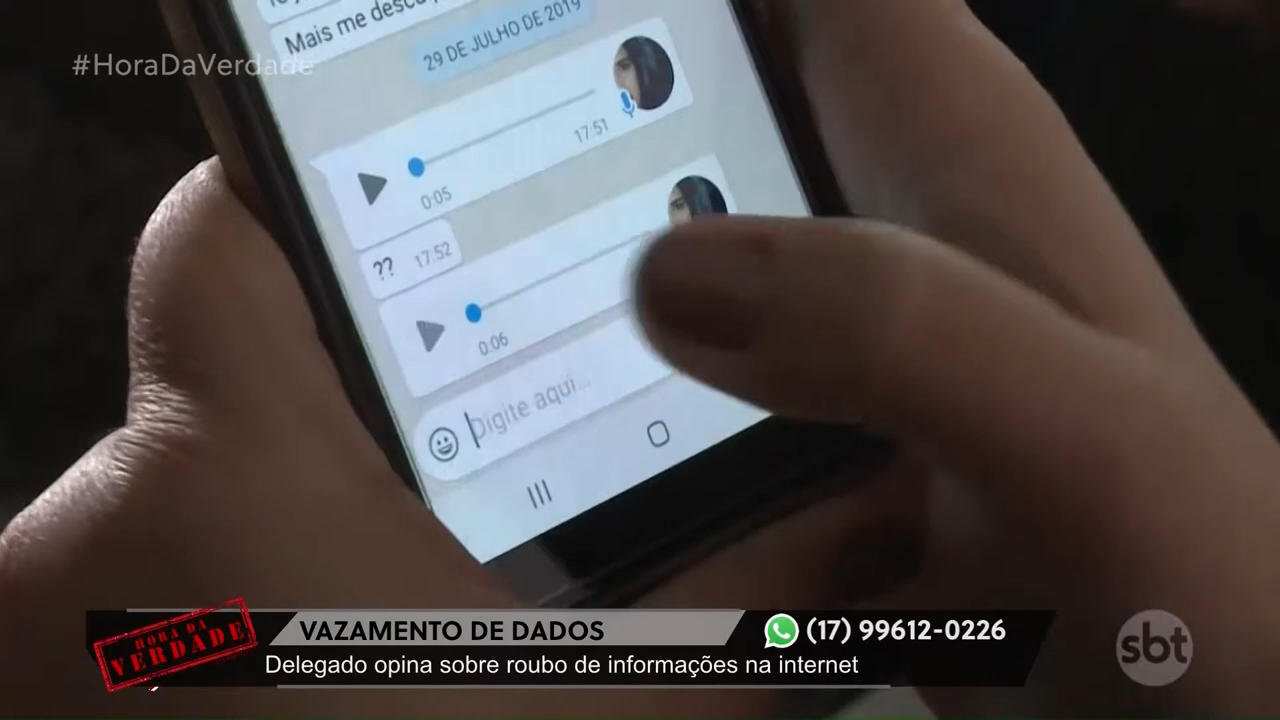 #HoraDaVerdade
Mais me descu
29 DE JULHO DE 2019
17:51
0:05
?? 17:52
0:06
Digite aqui...
HORA DA
VERDADE
VAZAMENTO DE DADOS
(17) 99612-0226
Delegado opina sobre roubo de informações na internet
sbt